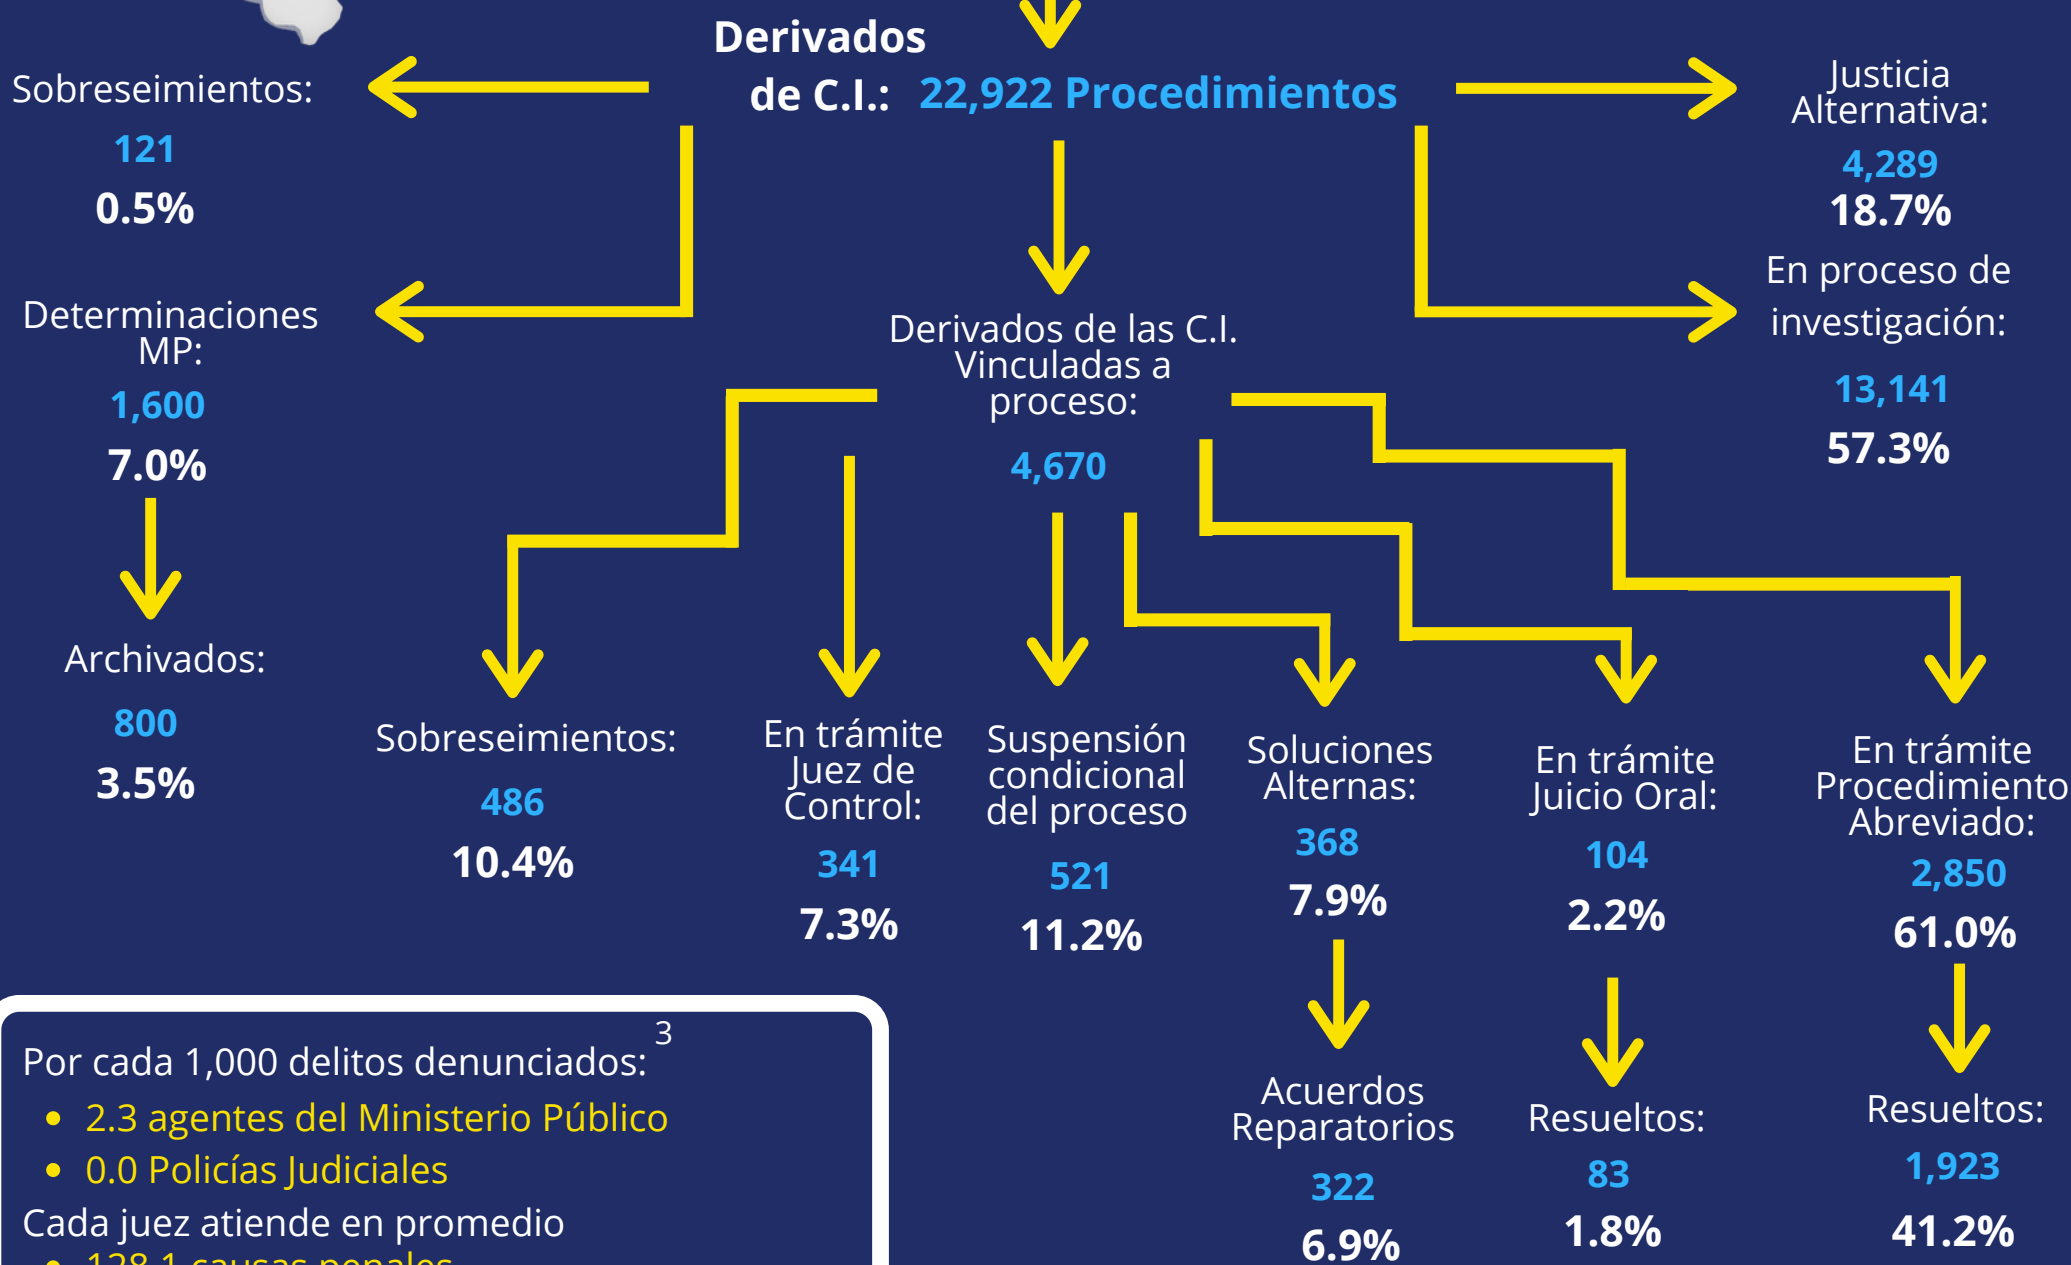 Derivados
de C.I.: 22,922 Procedimientos
Sobreseimientos:
121
0.5%
Justicia
Alternativa:
4,289
18.7%
Determinaciones
MP:
1,600
7.0%
En proceso de
investigación:
13,141
57.3%
Derivados de las C.I.
Vinculadas a
proceso:
4,670
Archivados:
800
3.5%
Sobreseimientos:
486
10.4%
En trámite
Juez de
Control:
341
7.3%
Suspensión
condicional
del proceso
521
11.2%
Soluciones
Alternas:
368
7.9%
En trámite
Juicio Oral:
104
2.2%
En trámite
Procedimiento
Abreviado:
2,850
61.0%
Acuerdos
Reparatorios
322
6.9%
Resueltos:
83
1.8%
Resueltos:
1,923
41.2%
Por cada 1,000 delitos denunciados: 3
• 2.3 agentes del Ministerio Público
• 0.0 Policías Judiciales
Cada juez atiende en promedio
• 128.1 causas penales